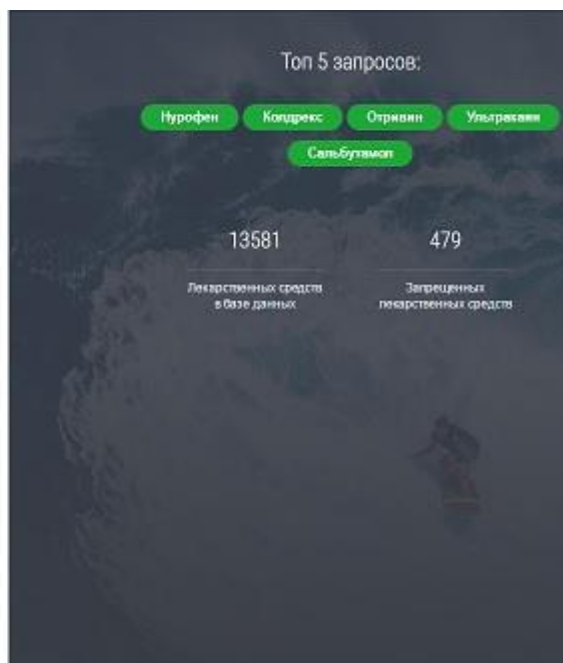 Топ 5 запросов:
Нурофен Колдрекс Отривин Ультракаин
Сальбутамол
13581 479
Лекарственных средств
в базе данных
Запрещенных
лекарственных средств